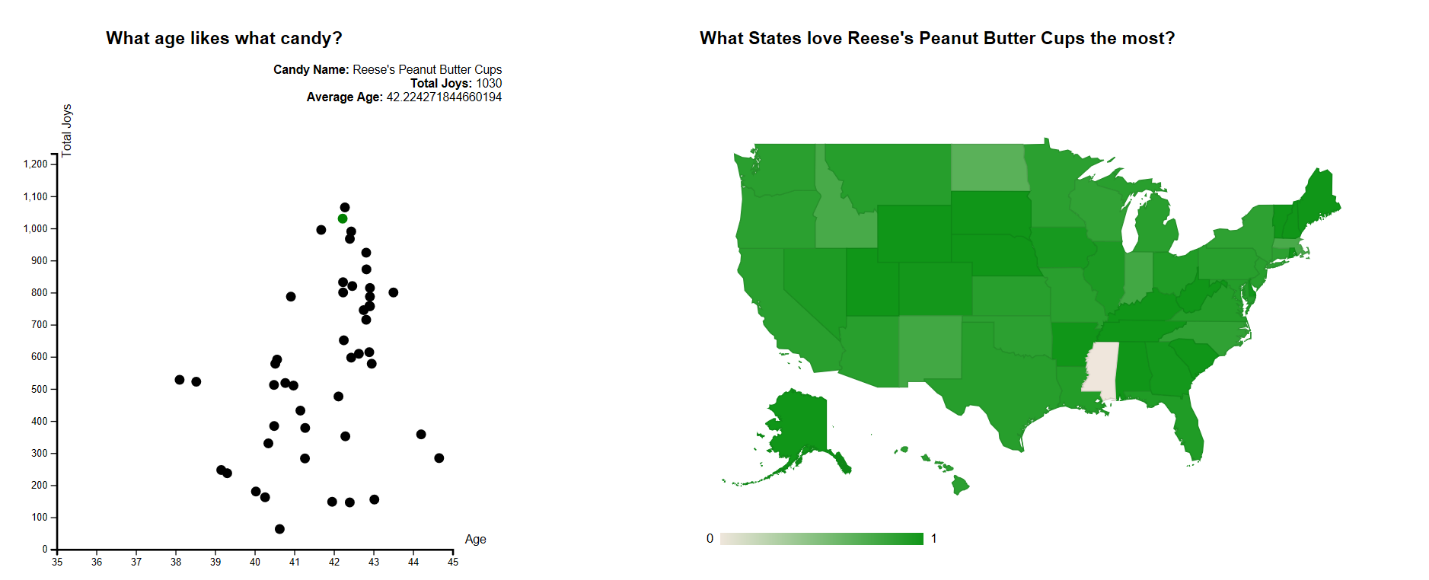 What age likes what candy?
Candy Name: Reese's Peanut Butter Cups
Total Joys: 1030
Average Age: 42.224271844660194
Total Joys
1,200
1,100
1,000
900
800
700
600
500
400
300
200
100
0
Age
35 36 37 38 39 40 41 42 43 44 45
What States love Reese's Peanut Butter Cups the most?
0 1